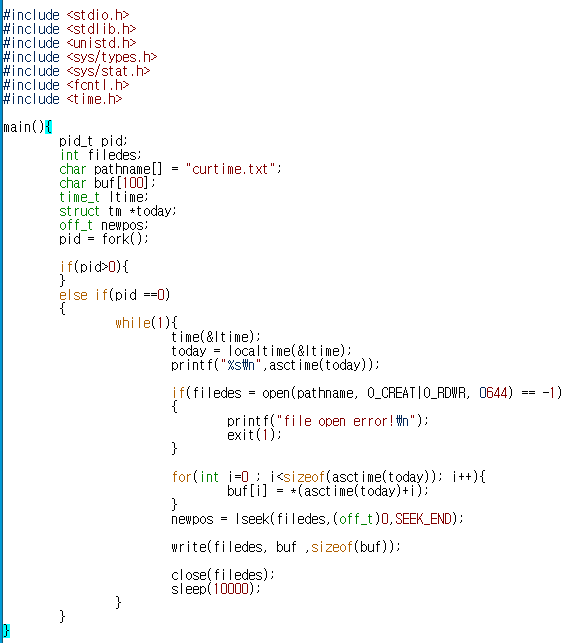 #include <stdio.h>
#include <stdlib.h>
#include <unistd.h>
#include <sys/types.h>
#include <sys/stat.h>
#include <fcntl.h>
#include <time.h>
main(){
pid_t pid;
int filedes;
char pathname[] = "curtime.txt";
char buf[100];
time_t ltime;
struct tm *today;
off_t newpos;
pid = fork();
if(pid>0){
}
else if(pid ==0)
{
while(1){
time(&ltime);
today = localtime(&ltime);
printf("%s₩n",asctime(today));
if(filedes = open(pathname, O_CREAT|O_RDWR, 0644) == -1)
{
printf("file open error!₩n");
exit(1);
}
for(int i=0 ; i<sizeof(asctime(today)); i++){
buf[i] = *(asctime(today)+i);
}
newpos = lseek(filedes,(off_t)0,SEEK_END);
write(filedes, buf ,sizeof(buf));
close(filedes);
sleep(10000);
}
}
}